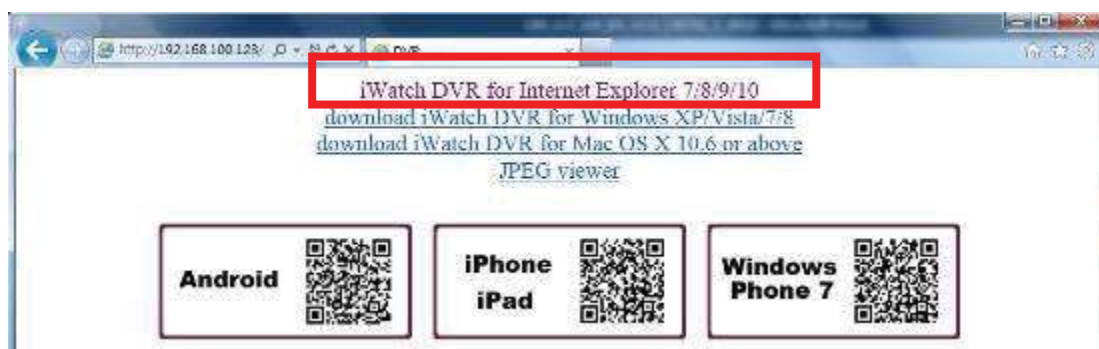 http://192.168.100.123/
DVR
iWatch DVR for Internet Explorer 7/8/9/10
download iWatch DVR for Windows XP/Vista/7/8
download iWatch DVR for Mac OS X 10.6 or above
JPEG viewer
Android
iPhone
iPad
Windows
Phone 7